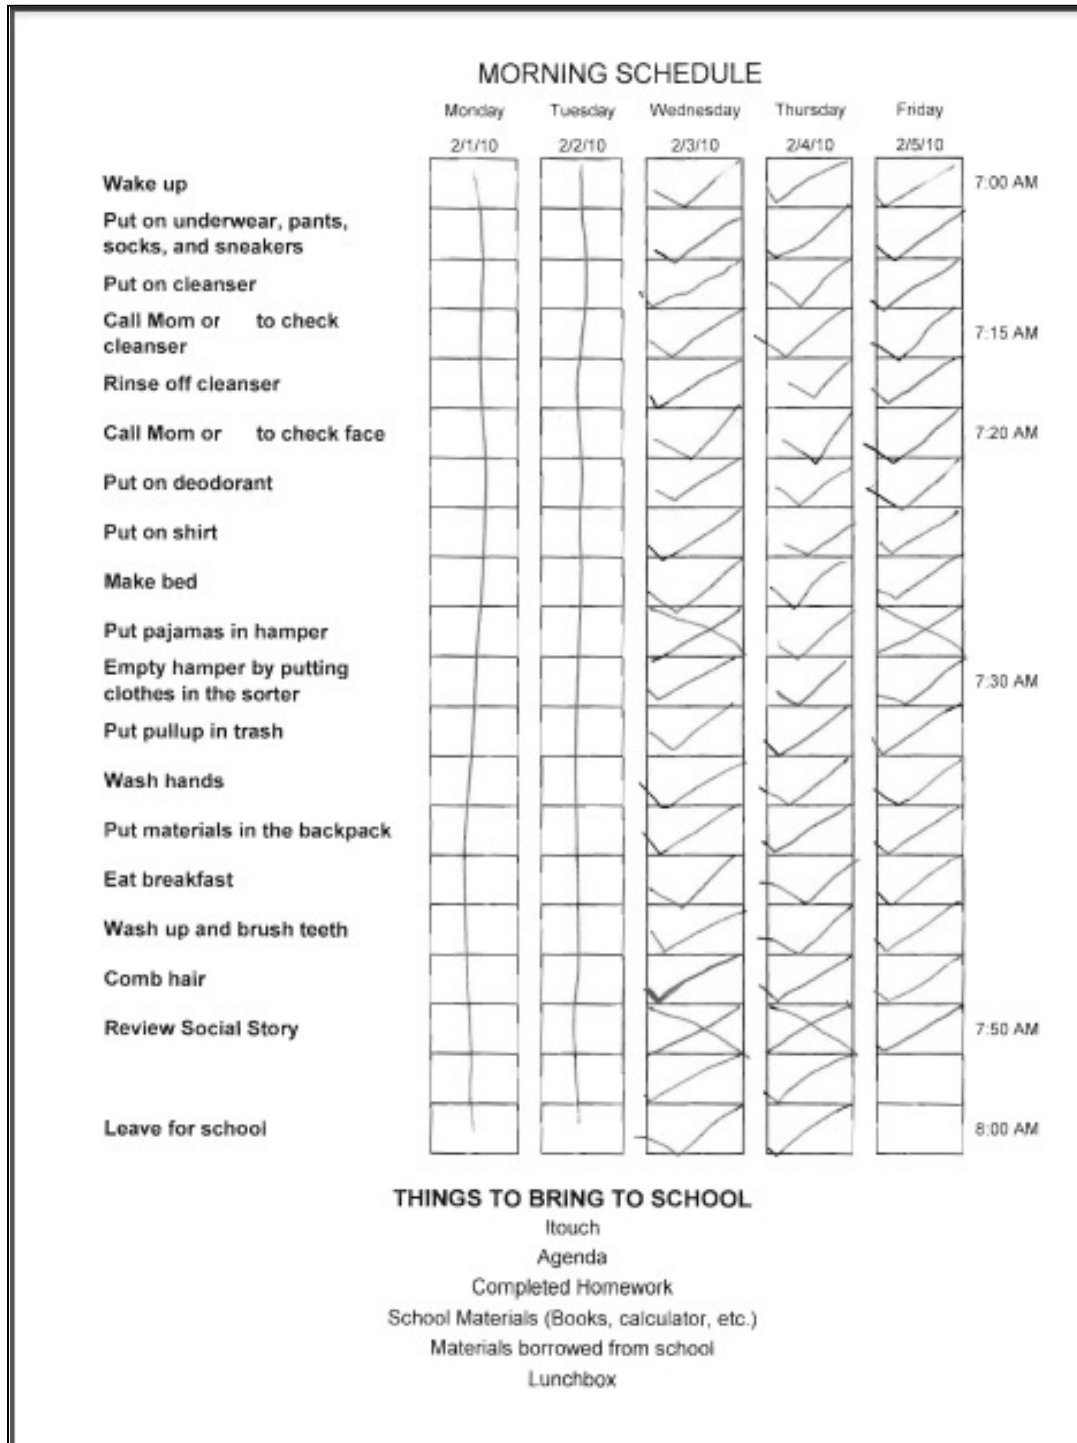 MORNING SCHEDULE
Monday Tuesday Wednesday Thursday Friday
2/1/10 2/2/10 2/3/10 2/4/10 2/5/10
Wake up 7:00 AM
Put on underwear, pants,
socks, and sneakers
Put on cleanser
Call Mom or to check
cleanser 7:15 AM
Rinse off cleanser
Call Mom or to check face 7:20 AM
Put on deodorant
Put on shirt
Make bed
Put pajamas in hamper
Empty hamper by putting
clothes in the sorter 7:30 AM
Put pullup in trash
Wash hands
Put materials in the backpack
Eat breakfast
Wash up and brush teeth
Comb hair
Review Social Story 7:50 AM
Leave for school 8:00 AM
THINGS TO BRING TO SCHOOL
Itouch
Agenda
Completed Homework
School Materials (Books, calculator, etc.)
Materials borrowed from school
Lunchbox